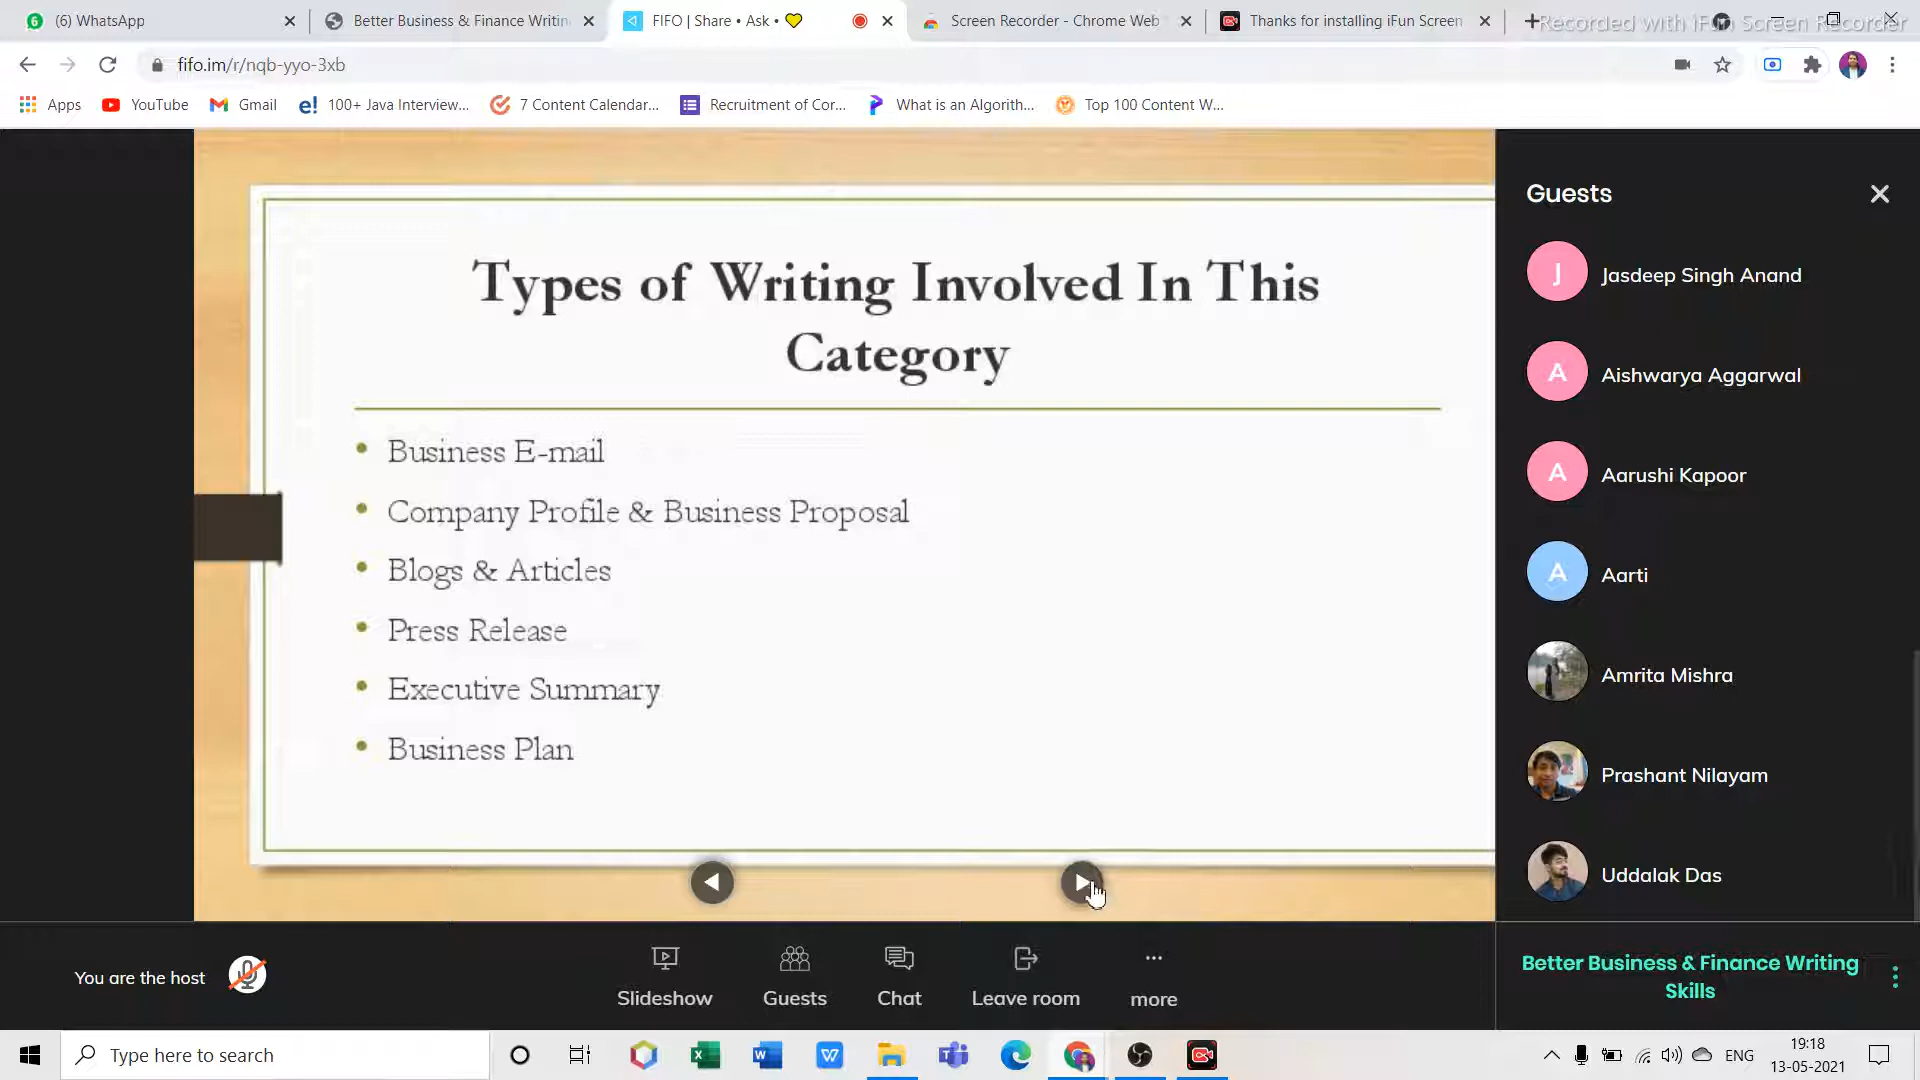 (6) WhatsApp
Better Business & Finance Writin
FIFO | Share • Ask •
Screen Recorder - Chrome Web
Thanks for installing iFun Screen
Recorded with iFun Screen Recorder
fifo.im/r/nqb-yyo-3xb
Apps
YouTube
Gmail
100+ Java Interview...
7 Content Calendar...
Recruitment of Cor...
What is an Algorith...
Top 100 Content W...
Types of Writing Involved In This
Category
• Business E-mail
• Company Profile & Business Proposal
• Blogs & Articles
• Press Release
• Executive Summary
• Business Plan
Guests
J
Jasdeep Singh Anand
A
Aishwarya Aggarwal
A
Aarushi Kapoor
A
Aarti
Amrita Mishra
Prashant Nilayam
Uddalak Das
You are the host
Slideshow
Guests
Chat
Leave room
more
Better Business & Finance Writing
Skills
Type here to search
ENG
19:18
13-05-2021